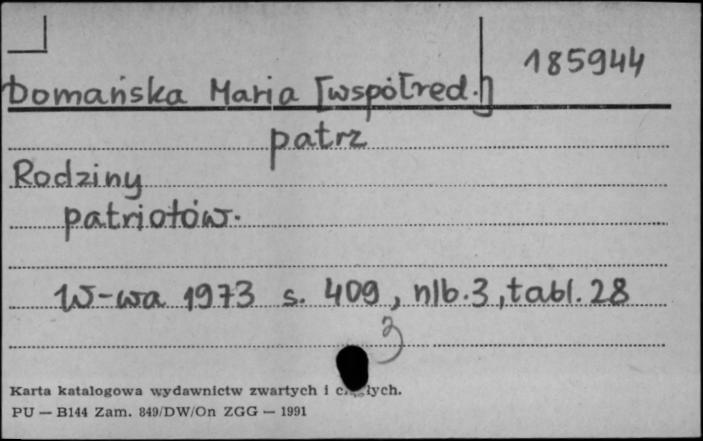 185944
Domańska Maria [współred.]
patrz
Rodziny
patriotów.
W-wa 1973 s. 409, nlb. 3, tabl. 28
3
Karta katalogowa wydawnictw zwartych i
PU — B144 Zam. 849/DW/On ZGG — 1991